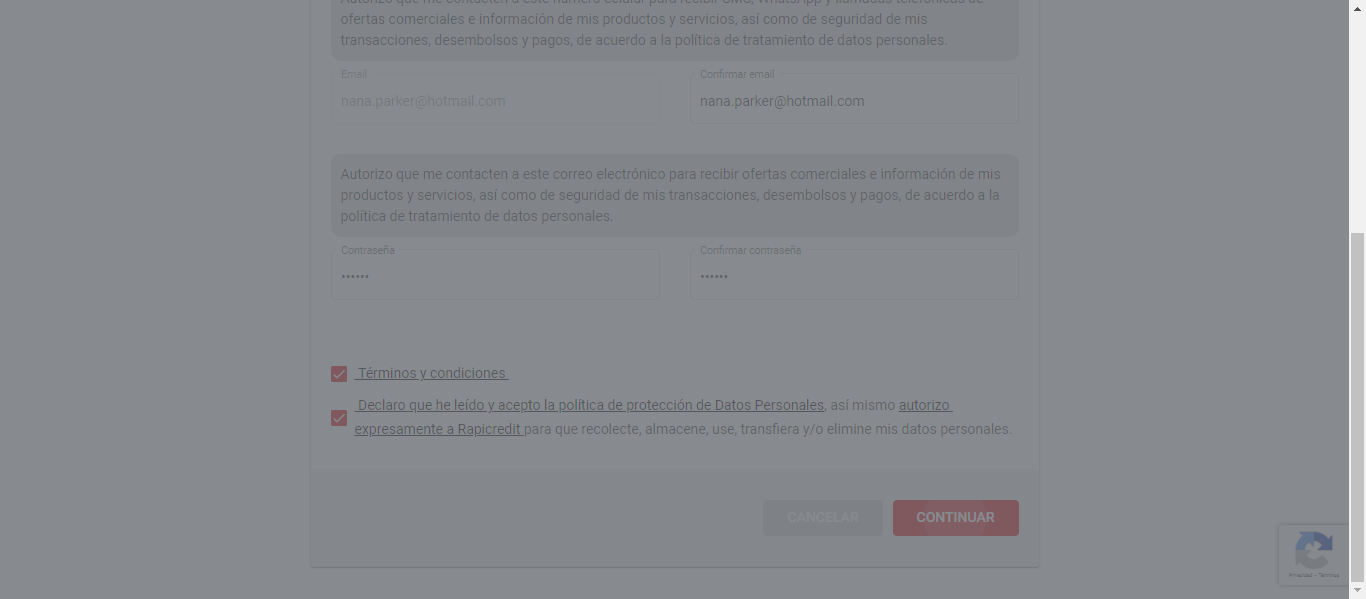 Autorizo que me contacten a este número celular para recibir SMS, WhatsApp y llamadas telefónicas de
ofertas comerciales e información de mis productos y servicios, así como de seguridad de mis
transacciones, desembolsos y pagos, de acuerdo a la política de tratamiento de datos personales.
Email
Confirmar email
nana.parker@hotmail.com
nana.parker@hotmail.com
Autorizo que me contacten a este correo electrónico para recibir ofertas comerciales e información de mis
productos y servicios, así como de seguridad de mis transacciones, desembolsos y pagos, de acuerdo a la
política de tratamiento de datos personales.
Contraseña
Confirmar contraseña
••••••
••••••
Términos y condiciones
Declaro que he leído y acepto la política de protección de Datos Personales, así mismo autorizo
expresamente a Rapicredit para que recolecte, almacene, use, transfiera y/o elimine mis datos personales.
CANCELAR
CONTINUAR
Privacidad - Términos